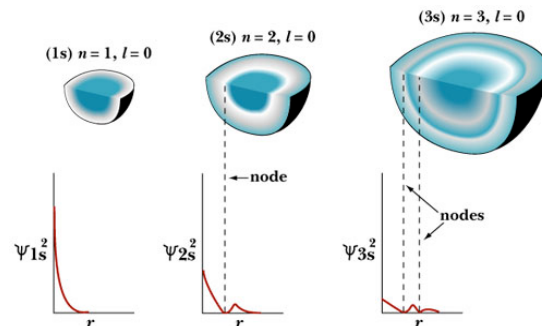 (1s) n = 1, l = 0
(2s) n = 2, l = 0
(3s) n = 3, l = 0
node
nodes
Ψ1s²
Ψ2s²
Ψ3s²
r
r
r